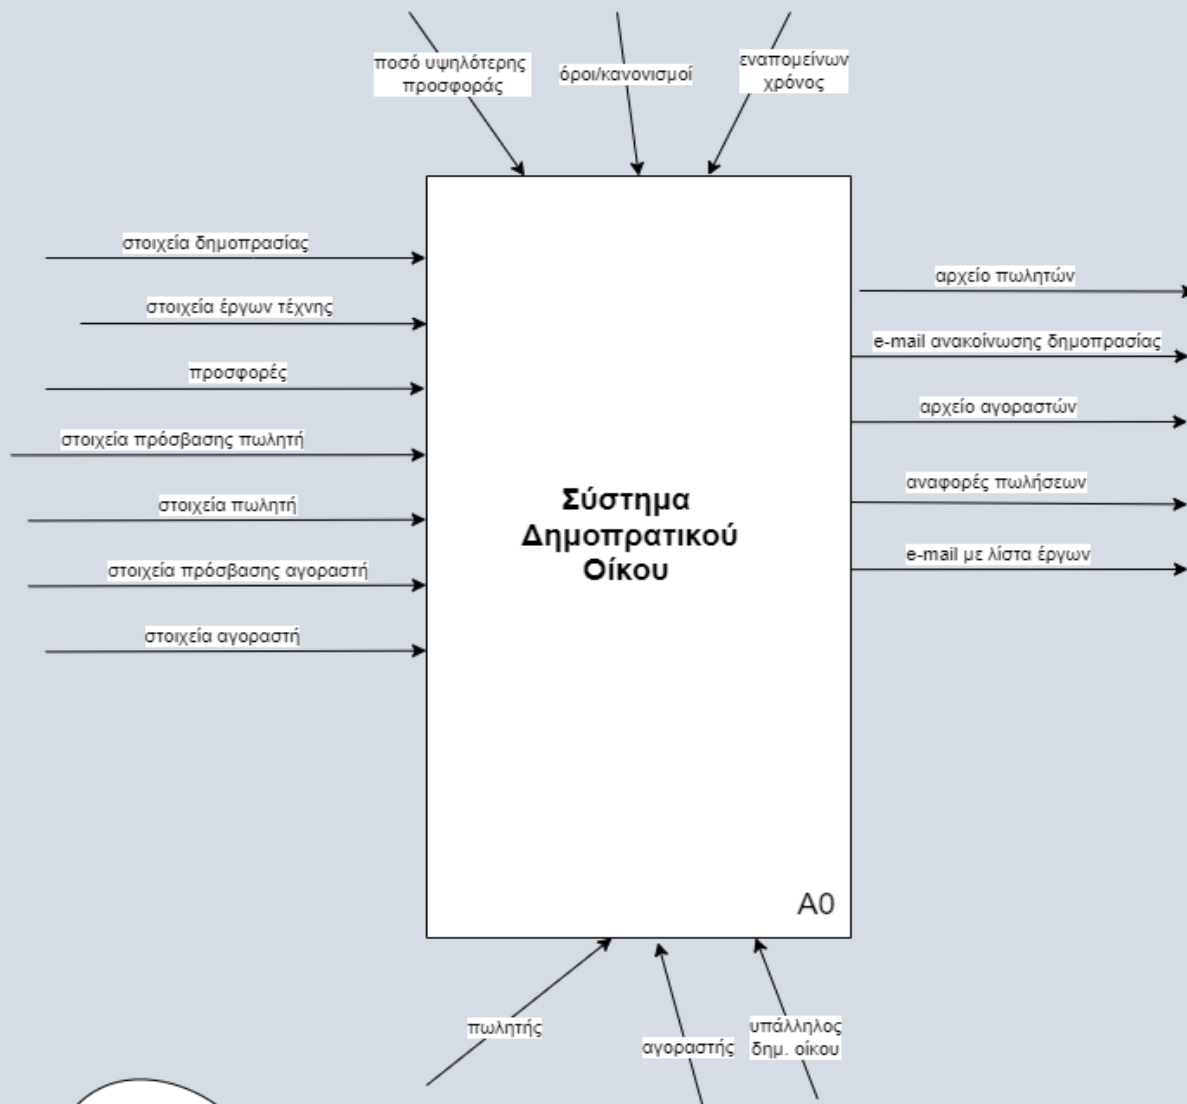 ποσό υψηλότερης
προσφοράς
όροι/κανονισμοί
εναπομείνων
χρόνος
στοιχεία δημοπρασίας
στοιχεία έργων τέχνης
προσφορές
στοιχεία πρόσβασης πωλητή
στοιχεία πωλητή
στοιχεία πρόσβασης αγοραστή
στοιχεία αγοραστή
Σύστημα
Δημοπρατικού
Οίκου
A0
αρχείο πωλητών
e-mail ανακοίνωσης δημοπρασίας
αρχείο αγοραστών
αναφορές πωλήσεων
e-mail με λίστα έργων
πωλητής
αγοραστής
υπάλληλος
δημ. οίκου